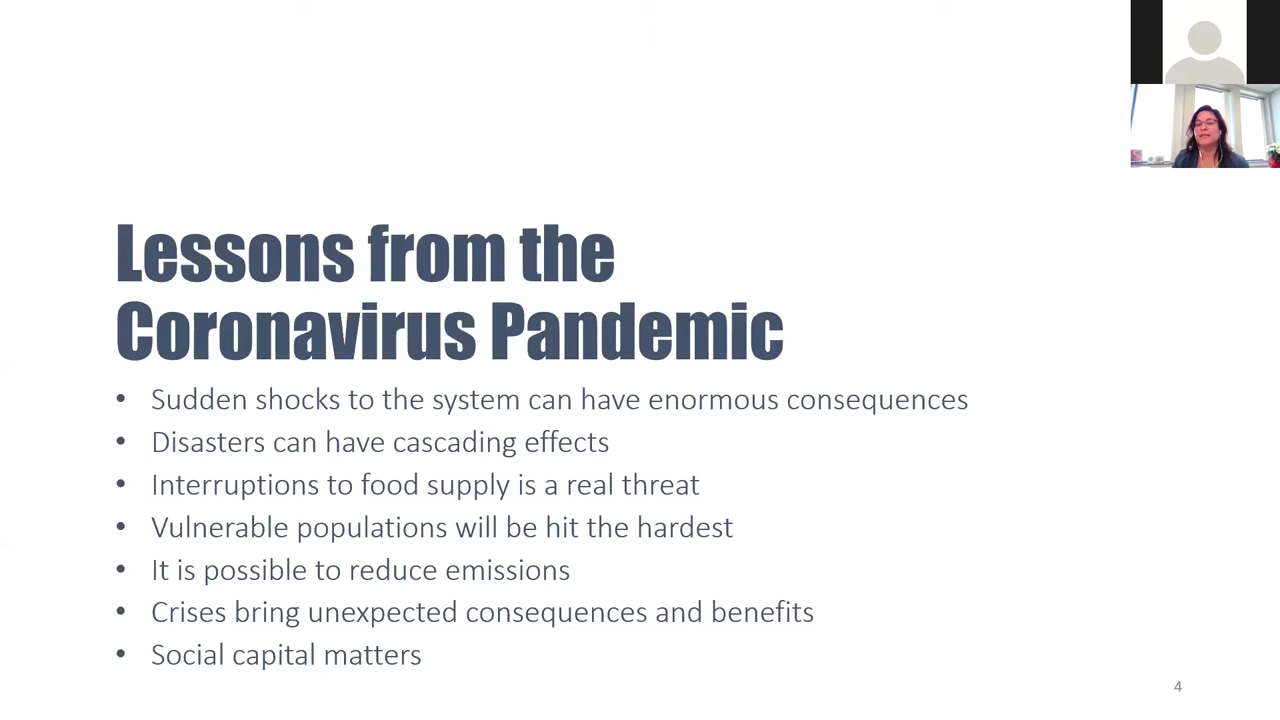 Lessons from the
Coronavirus Pandemic
• Sudden shocks to the system can have enormous consequences
• Disasters can have cascading effects
• Interruptions to food supply is a real threat
• Vulnerable populations will be hit the hardest
• It is possible to reduce emissions
• Crises bring unexpected consequences and benefits
• Social capital matters
4